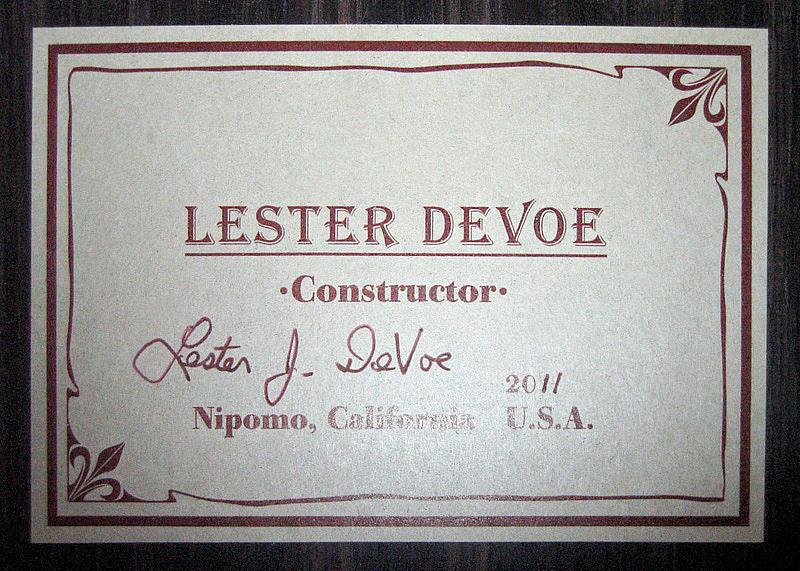 LESTER DEVOE
·Constructor·
Lester J. DeVoe
2011
Nipomo, California U.S.A.